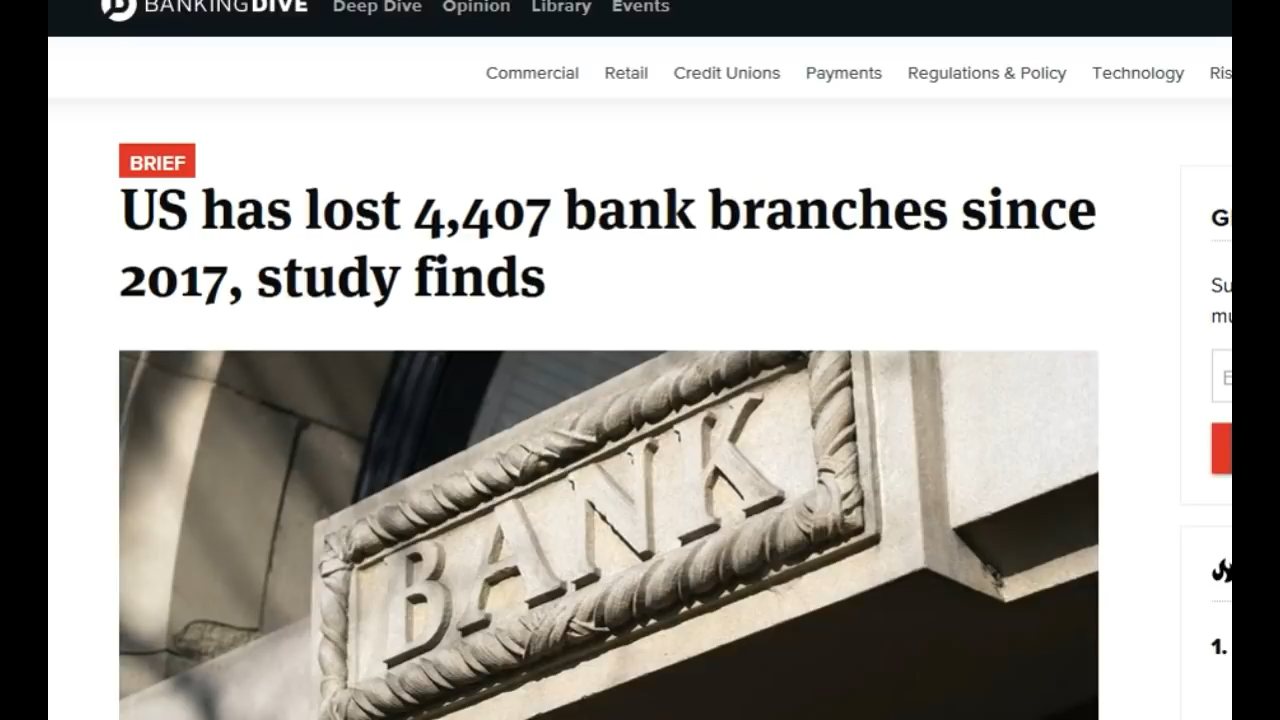 BANKINGDIVE Deep Dive Opinion Library Events
Commercial Retail Credit Unions Payments Regulations & Policy Technology
BRIEF
US has lost 4,407 bank branches since
2017, study finds
BANK
1.